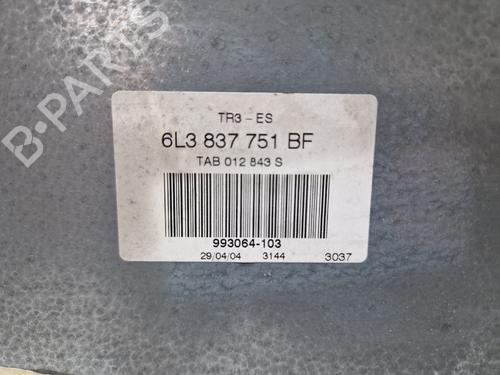 B-PARTS
TR3-ES
6L3 837 751 BF
TAB 012 843 S
993064-103
29/04/04 3144 3037